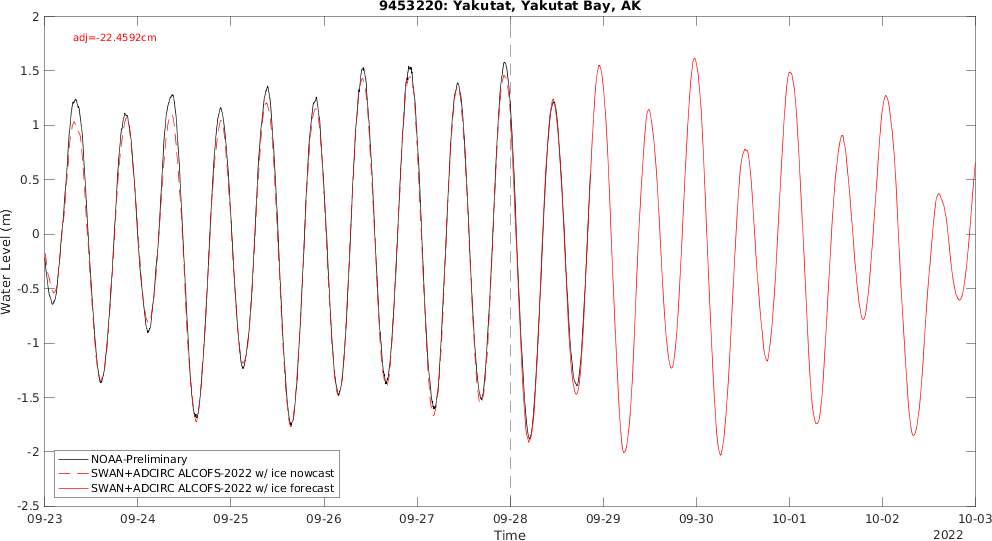 9453220: Yakutat, Yakutat Bay, AK
adj=-22.4592cm
Water Level (m)
2
1.5
1
0.5
0
-0.5
-1
-1.5
-2
-2.5
NOAA-Preliminary
SWAN+ADCIRC ALCOFS-2022 w/ ice nowcast
SWAN+ADCIRC ALCOFS-2022 w/ ice forecast
09-23 09-24 09-25 09-26 09-27 09-28 09-29 09-30 10-01 10-02 10-03
Time
2022